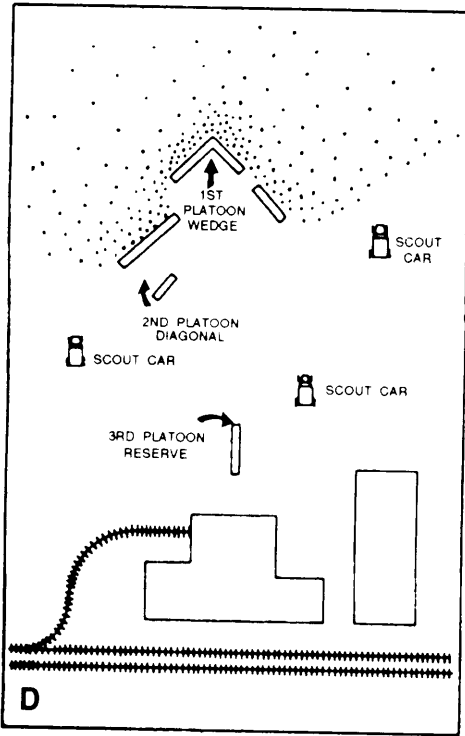 1ST
PLATOON
WEDGE
SCOUT
CAR
2ND PLATOON
DIAGONAL
SCOUT CAR
SCOUT CAR
3RD PLATOON
RESERVE
D